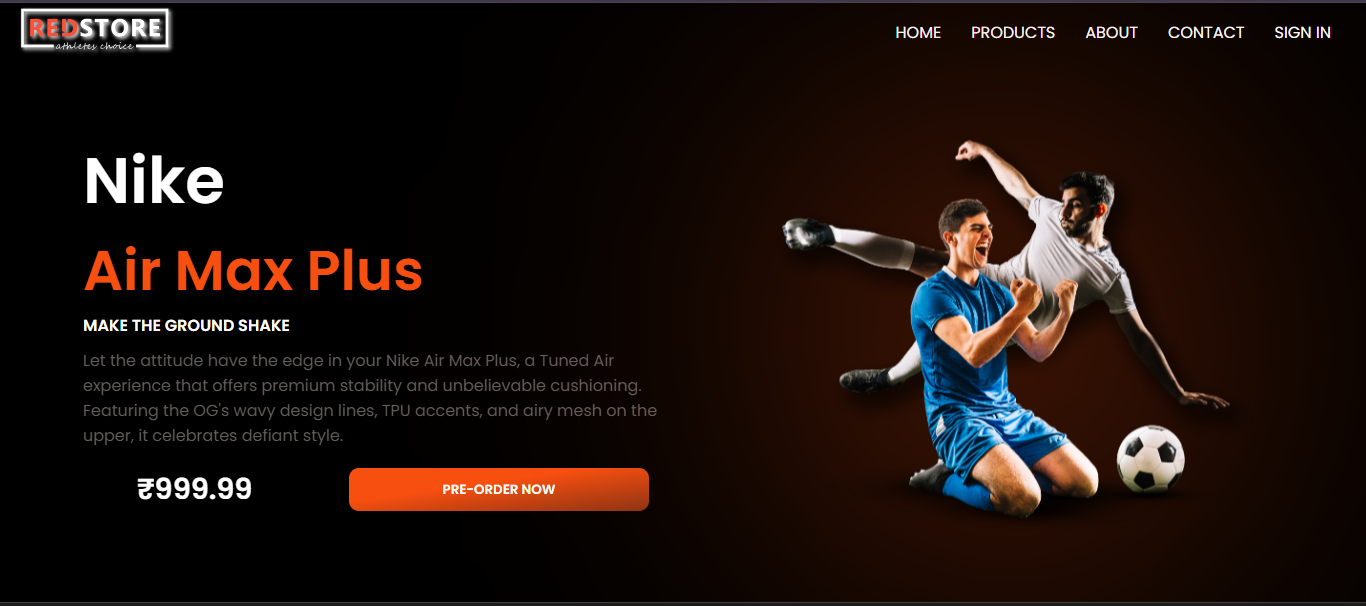 REDSTORE
athletes choice
HOME PRODUCTS ABOUT CONTACT SIGN IN
Nike
Air Max Plus
MAKE THE GROUND SHAKE
Let the attitude have the edge in your Nike Air Max Plus, a Tuned Air
experience that offers premium stability and unbelievable cushioning.
Featuring the OG's wavy design lines, TPU accents, and airy mesh on the
upper, it celebrates defiant style.
₹999.99 PRE-ORDER NOW